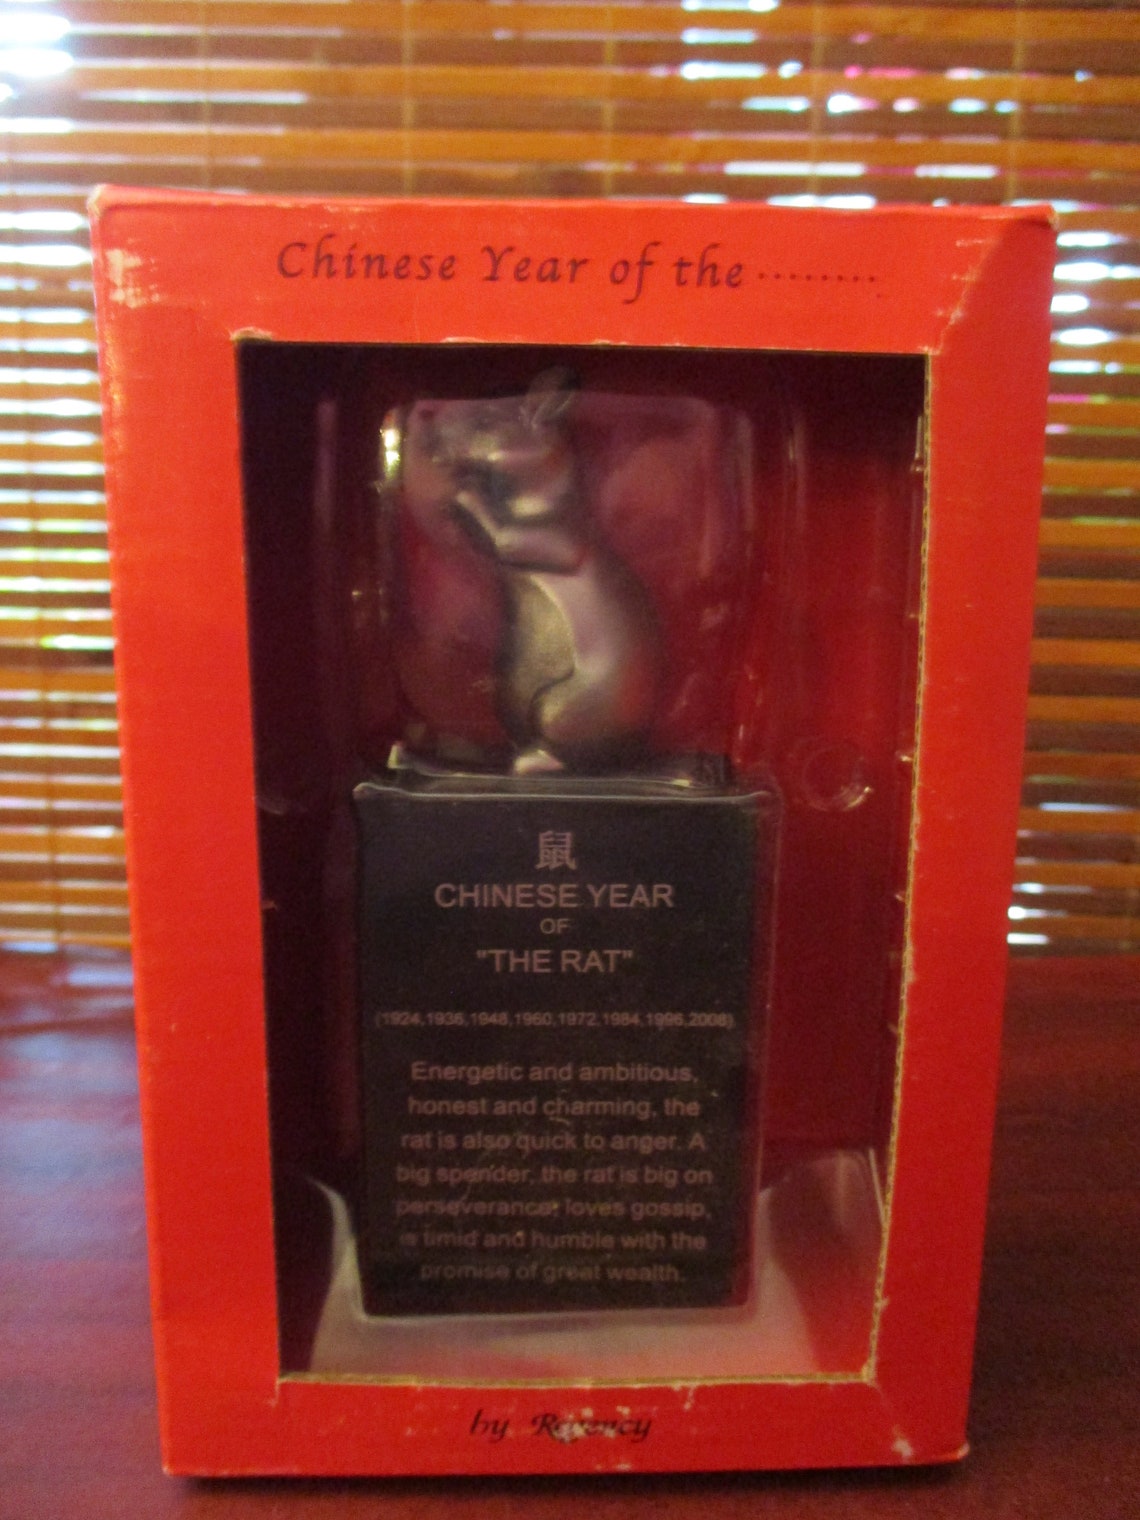 Chinese Year of the ........
鼠
CHINESE YEAR
OF
"THE RAT"
(1924,1936,1948,1960,1972,1984,1996,2008)
Energetic and ambitious,
honest and charming, the
rat is also quick to anger. A
big spender, the rat is big on
perseverance, loves gossip,
is timid and humble with the
promise of great wealth.
by Regency